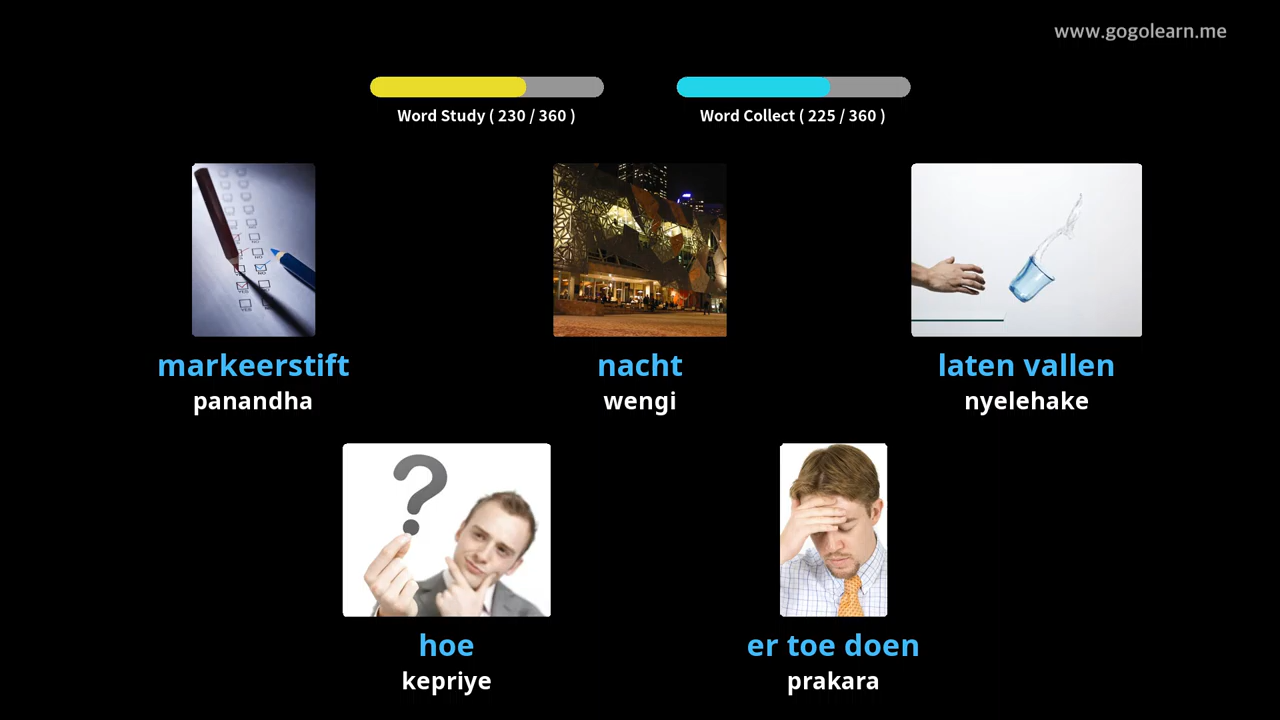 www.gogolearn.me
Word Study ( 230 / 360 )
Word Collect ( 225 / 360 )
markeerstift
panandha
nacht
wengi
laten vallen
nyelehake
hoe
kepriye
er toe doen
prakara